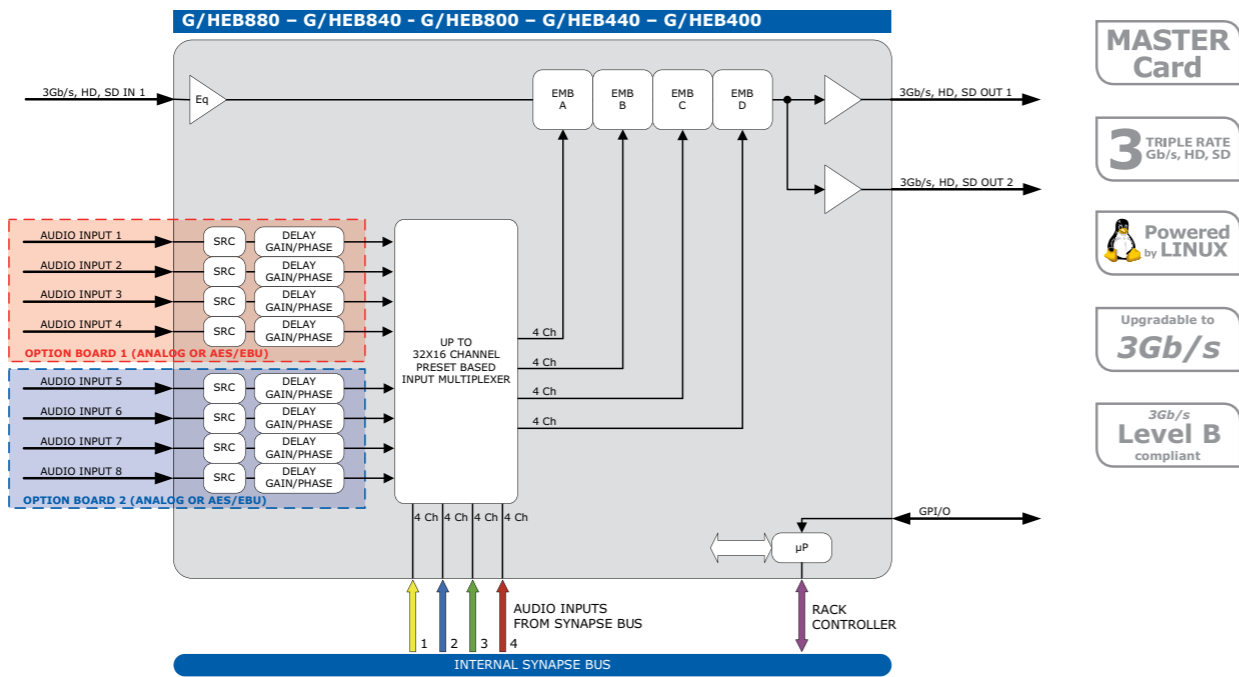 G/HEB880 – G/HEB840 - G/HEB800 – G/HEB440 – G/HEB400
3Gb/s, HD, SD IN 1
Eq
EMB
A
EMB
B
EMB
C
EMB
D
3Gb/s, HD, SD OUT 1
3Gb/s, HD, SD OUT 2
AUDIO INPUT 1
SRC
DELAY
GAIN/PHASE
AUDIO INPUT 2
SRC
DELAY
GAIN/PHASE
AUDIO INPUT 3
SRC
DELAY
GAIN/PHASE
AUDIO INPUT 4
SRC
DELAY
GAIN/PHASE
OPTION BOARD 1 (ANALOG OR AES/EBU)
AUDIO INPUT 5
SRC
DELAY
GAIN/PHASE
AUDIO INPUT 6
SRC
DELAY
GAIN/PHASE
AUDIO INPUT 7
SRC
DELAY
GAIN/PHASE
AUDIO INPUT 8
SRC
DELAY
GAIN/PHASE
OPTION BOARD 2 (ANALOG OR AES/EBU)
UP TO
32X16 CHANNEL
PRESET BASED
INPUT MULTIPLEXER
4 Ch
4 Ch
4 Ch
4 Ch
4 Ch
4 Ch
4 Ch
4 Ch
GPI/O
µP
1
2
3
4
AUDIO INPUTS
FROM SYNAPSE BUS
RACK
CONTROLLER
INTERNAL SYNAPSE BUS
MASTER
Card
3 TRIPLE RATE
Gb/s, HD, SD
Powered
by LINUX
Upgradable to
3Gb/s
3Gb/s
Level B
compliant